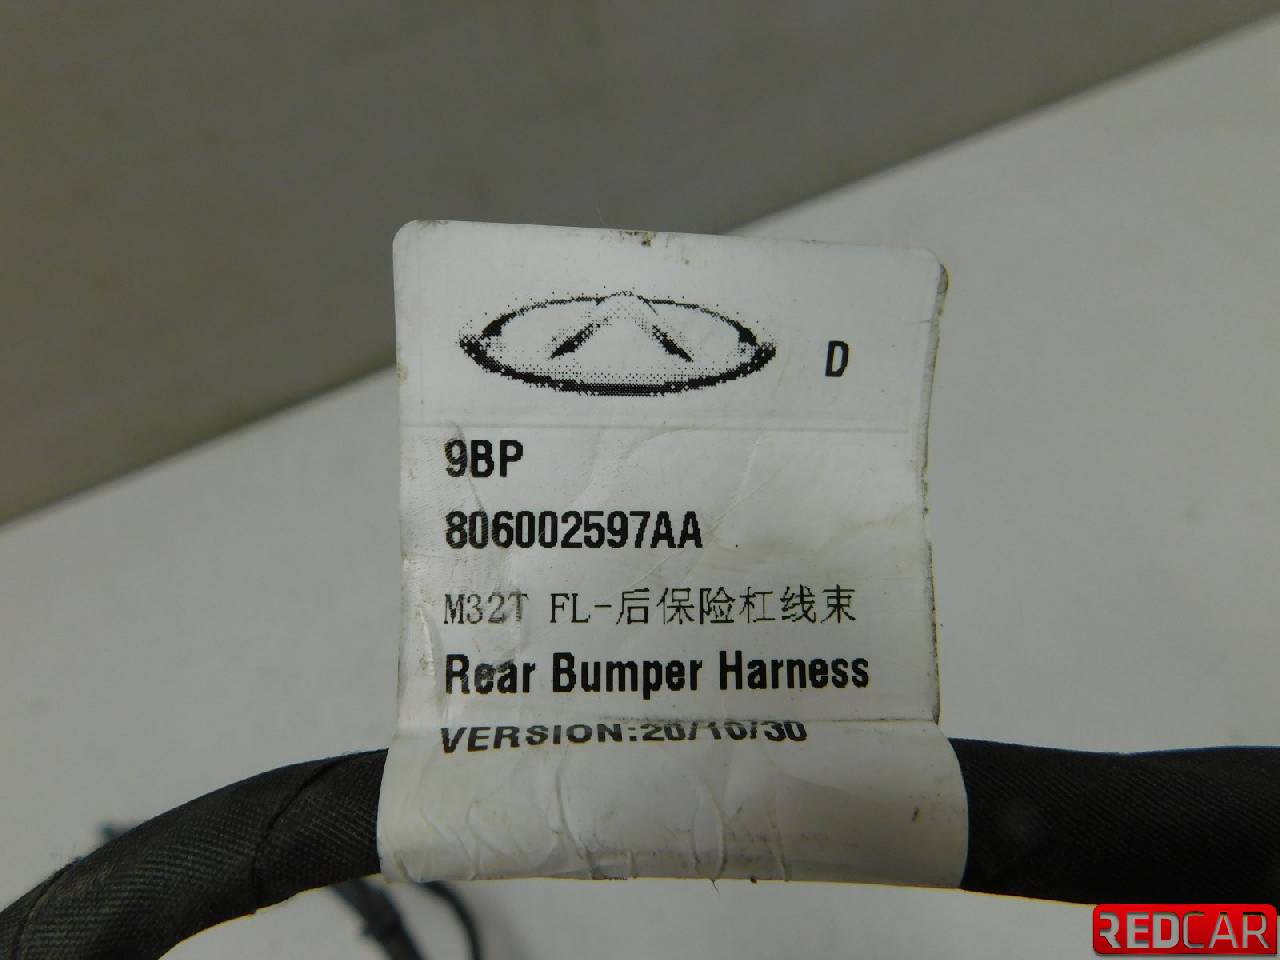 D
9BP
806002597AA
M32T FL-后保险杠线束
Rear Bumper Harness
VERSION:20/10/30
REDCAR